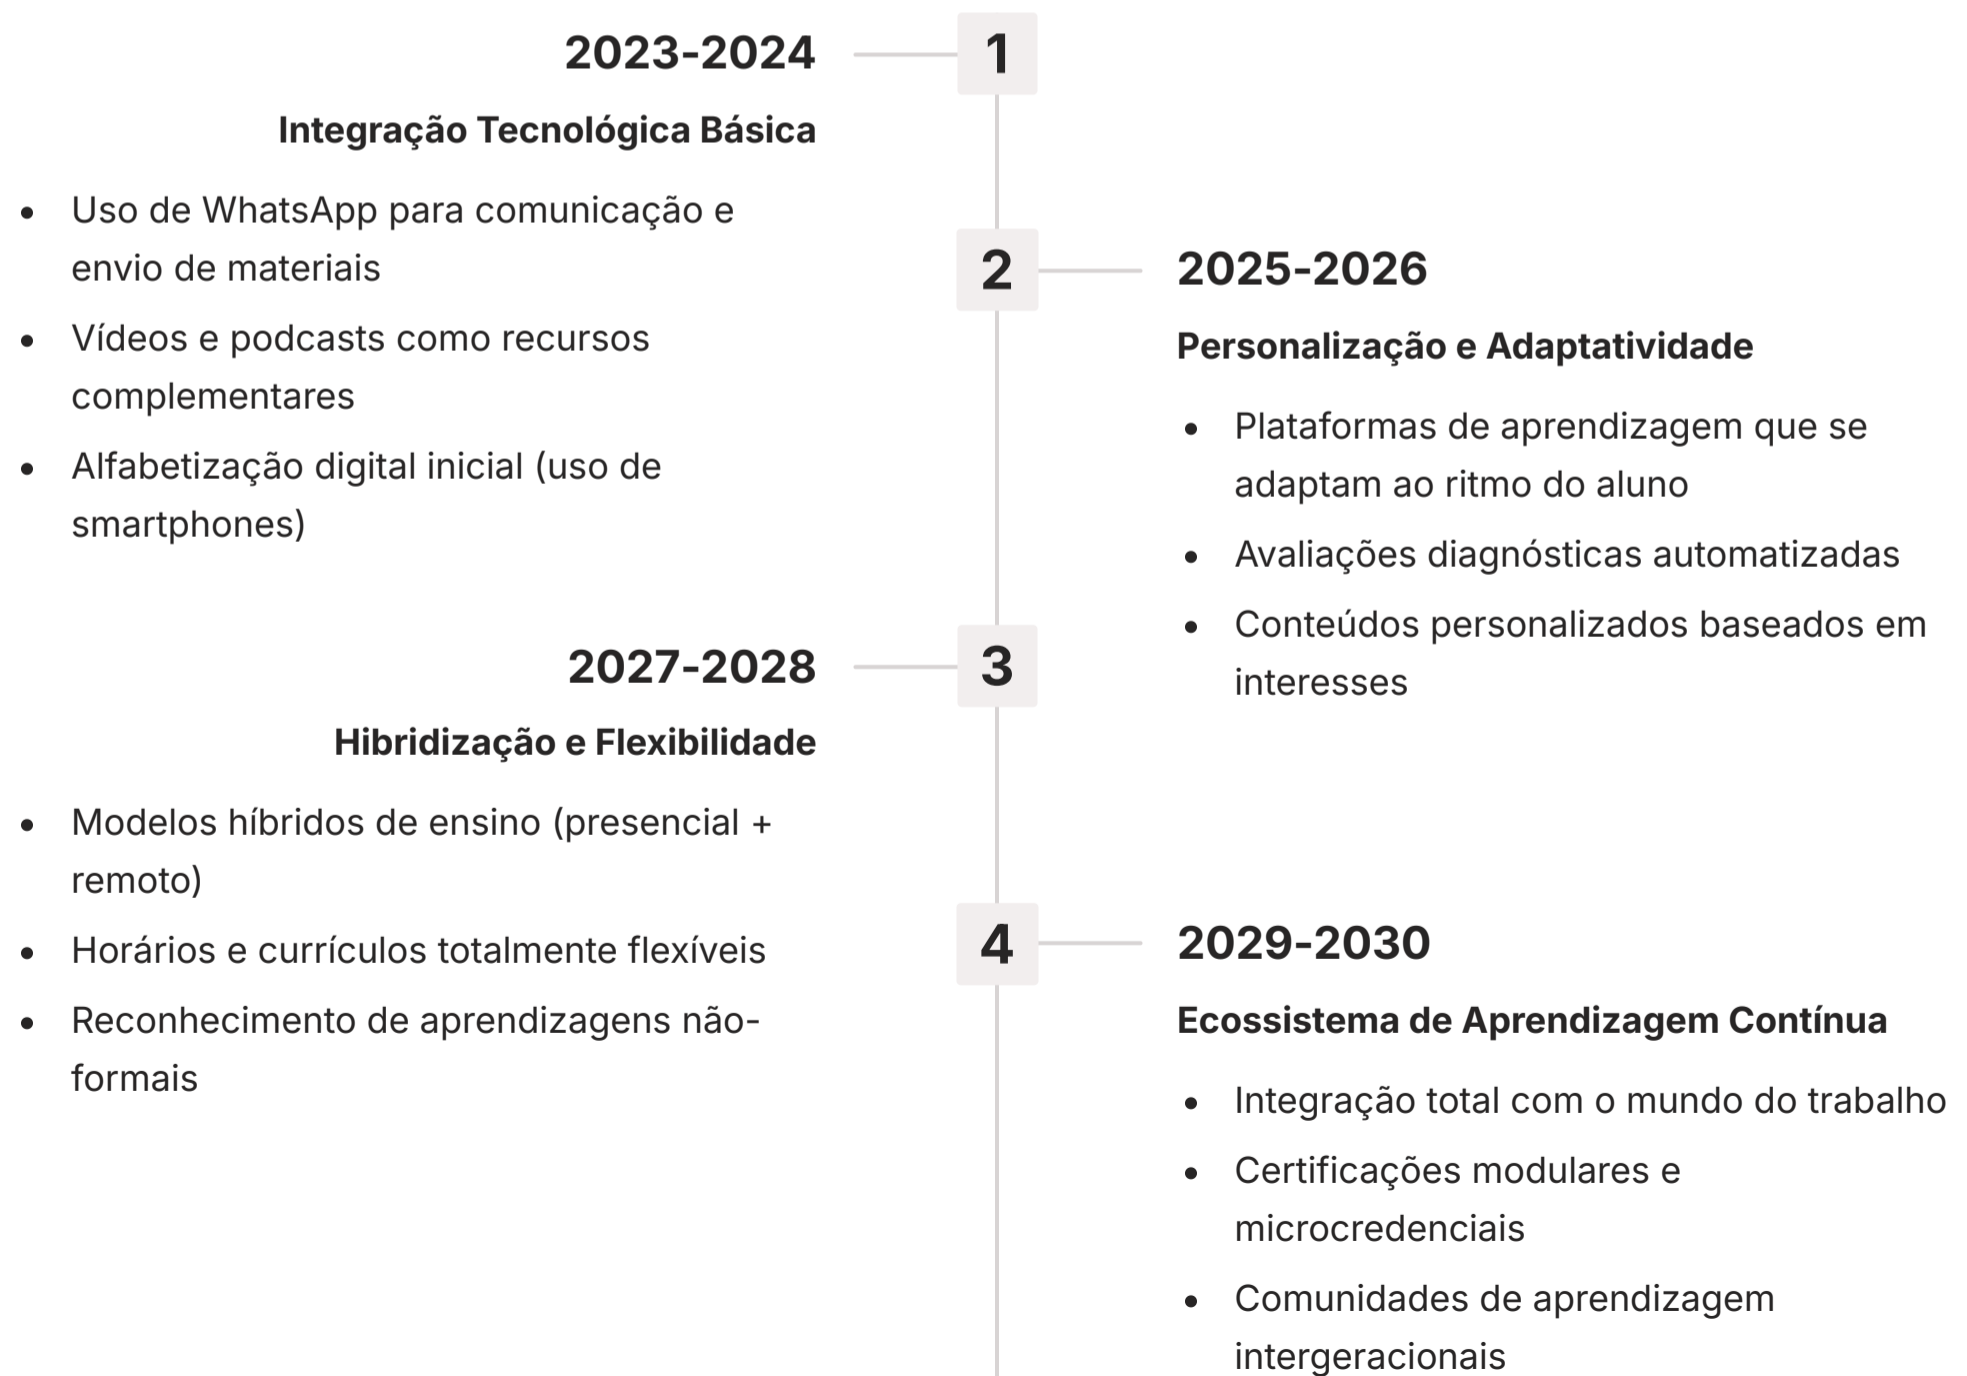 2023-2024
1
Integração Tecnológica Básica
• Uso de WhatsApp para comunicação e
envio de materiais
• Vídeos e podcasts como recursos
complementares
• Alfabetização digital inicial (uso de
smartphones)
2
2025-2026
Personalização e Adaptatividade
• Plataformas de aprendizagem que se
adaptam ao ritmo do aluno
• Avaliações diagnósticas automatizadas
• Conteúdos personalizados baseados em
interesses
2027-2028
3
Hibridização e Flexibilidade
• Modelos híbridos de ensino (presencial +
remoto)
• Horários e currículos totalmente flexíveis
• Reconhecimento de aprendizagens não-
formais
4
2029-2030
Ecossistema de Aprendizagem Contínua
• Integração total com o mundo do trabalho
• Certificações modulares e
microcredenciais
• Comunidades de aprendizagem
intergeracionais